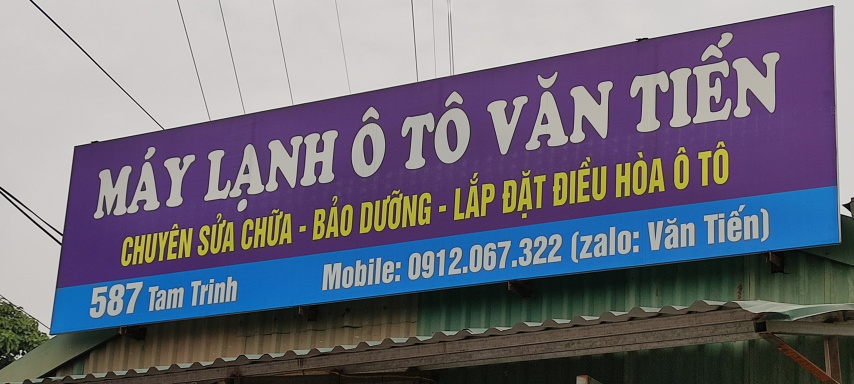 MÁY LẠNH Ô TÔ VĂN TIẾN
CHUYÊN SỬA CHỮA - BẢO DƯỠNG - LẮP ĐẶT ĐIỀU HÒA Ô TÔ
587 Tam Trinh Mobile: 0912.067.322 (zalo: Văn Tiến)